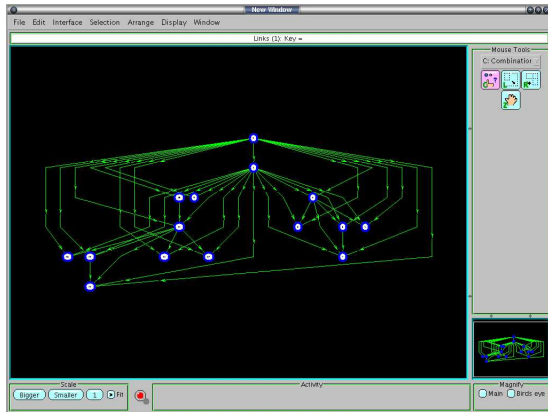 New Window
File Edit Interface Selection Arrange Display Window
Links (1): Key =
Mouse Tools
C: Combination
Scale
Bigger Smaller 1 Fit
Activity
Magnify
Main Birds eye